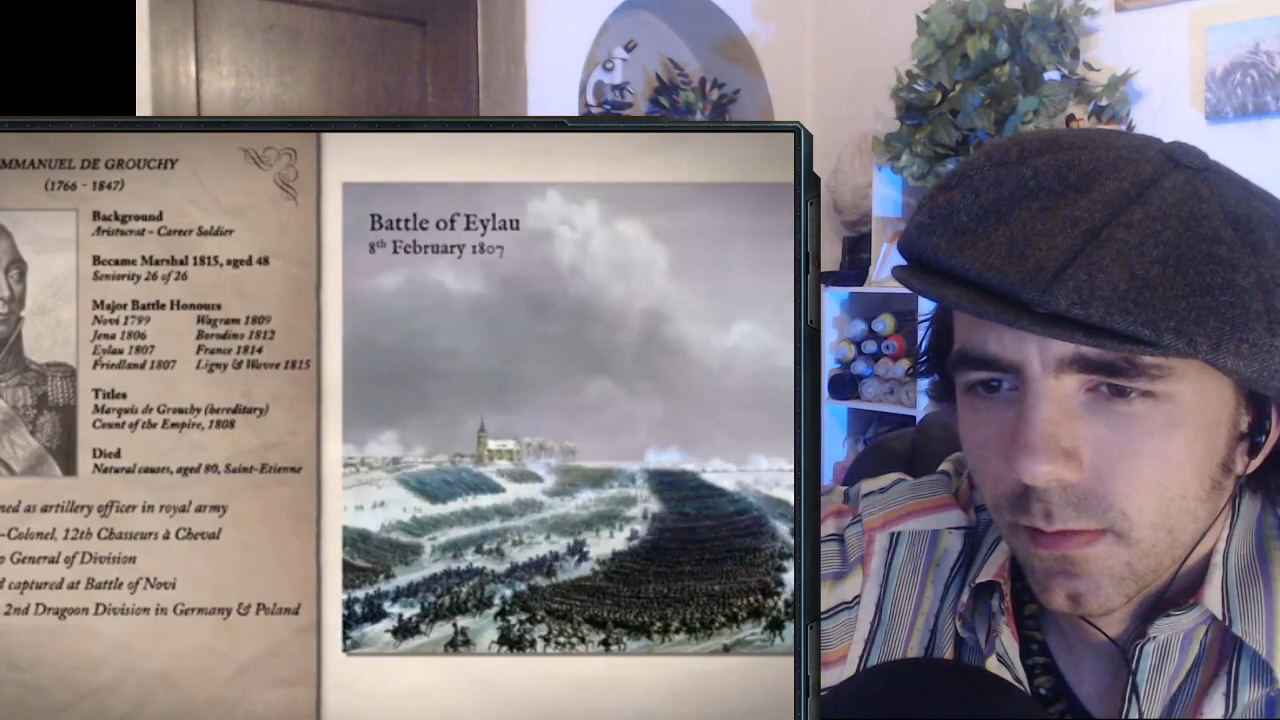 MMANUEL DE GROUCHY
(1766 - 1847)
Background
Aristocrat - Career Soldier
Became Marshal 1815, aged 48
Seniority 26 of 26
Major Battle Honours
Novi 1799 Wagram 1809
Jena 1806 Borodino 1812
Eylau 1807 France 1814
Friedland 1807 Ligny & Wavre 1815
Titles
Marquis de Grouchy (hereditary)
Count of the Empire, 1808
Died
Natural causes, aged 80, Saint-Etienne
ned as artillery officer in royal army
-Colonel, 12th Chasseurs à Cheval
o General of Division
captured at Battle of Novi
2nd Dragoon Division in Germany & Poland
Battle of Eylau
8th February 1807